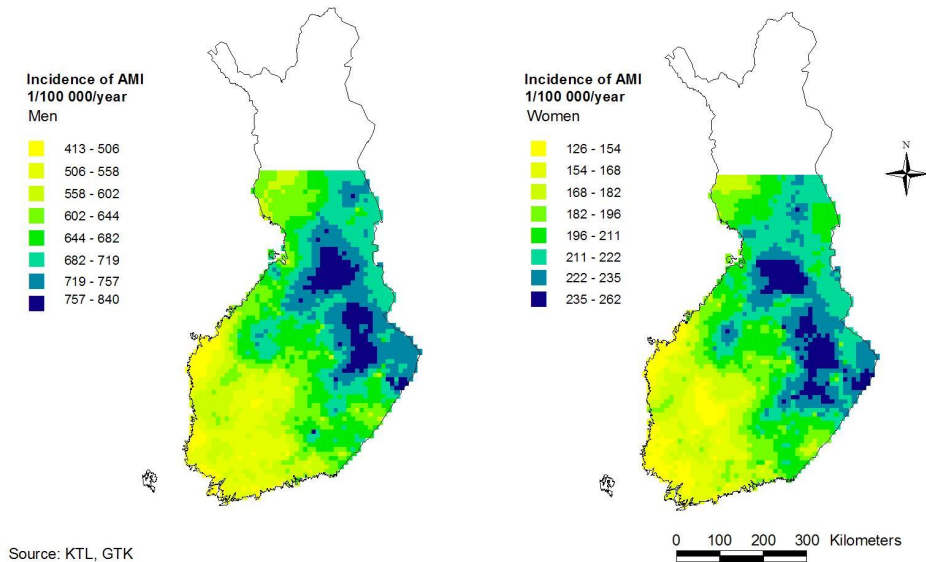 Incidence of AMI
1/100 000/year
Men
413 - 506
506 - 558
558 - 602
602 - 644
644 - 682
682 - 719
719 - 757
757 - 840
Incidence of AMI
1/100 000/year
Women
126 - 154
154 - 168
168 - 182
182 - 196
196 - 211
211 - 222
222 - 235
235 - 262
N
Source: KTL, GTK
0 100 200 300 Kilometers